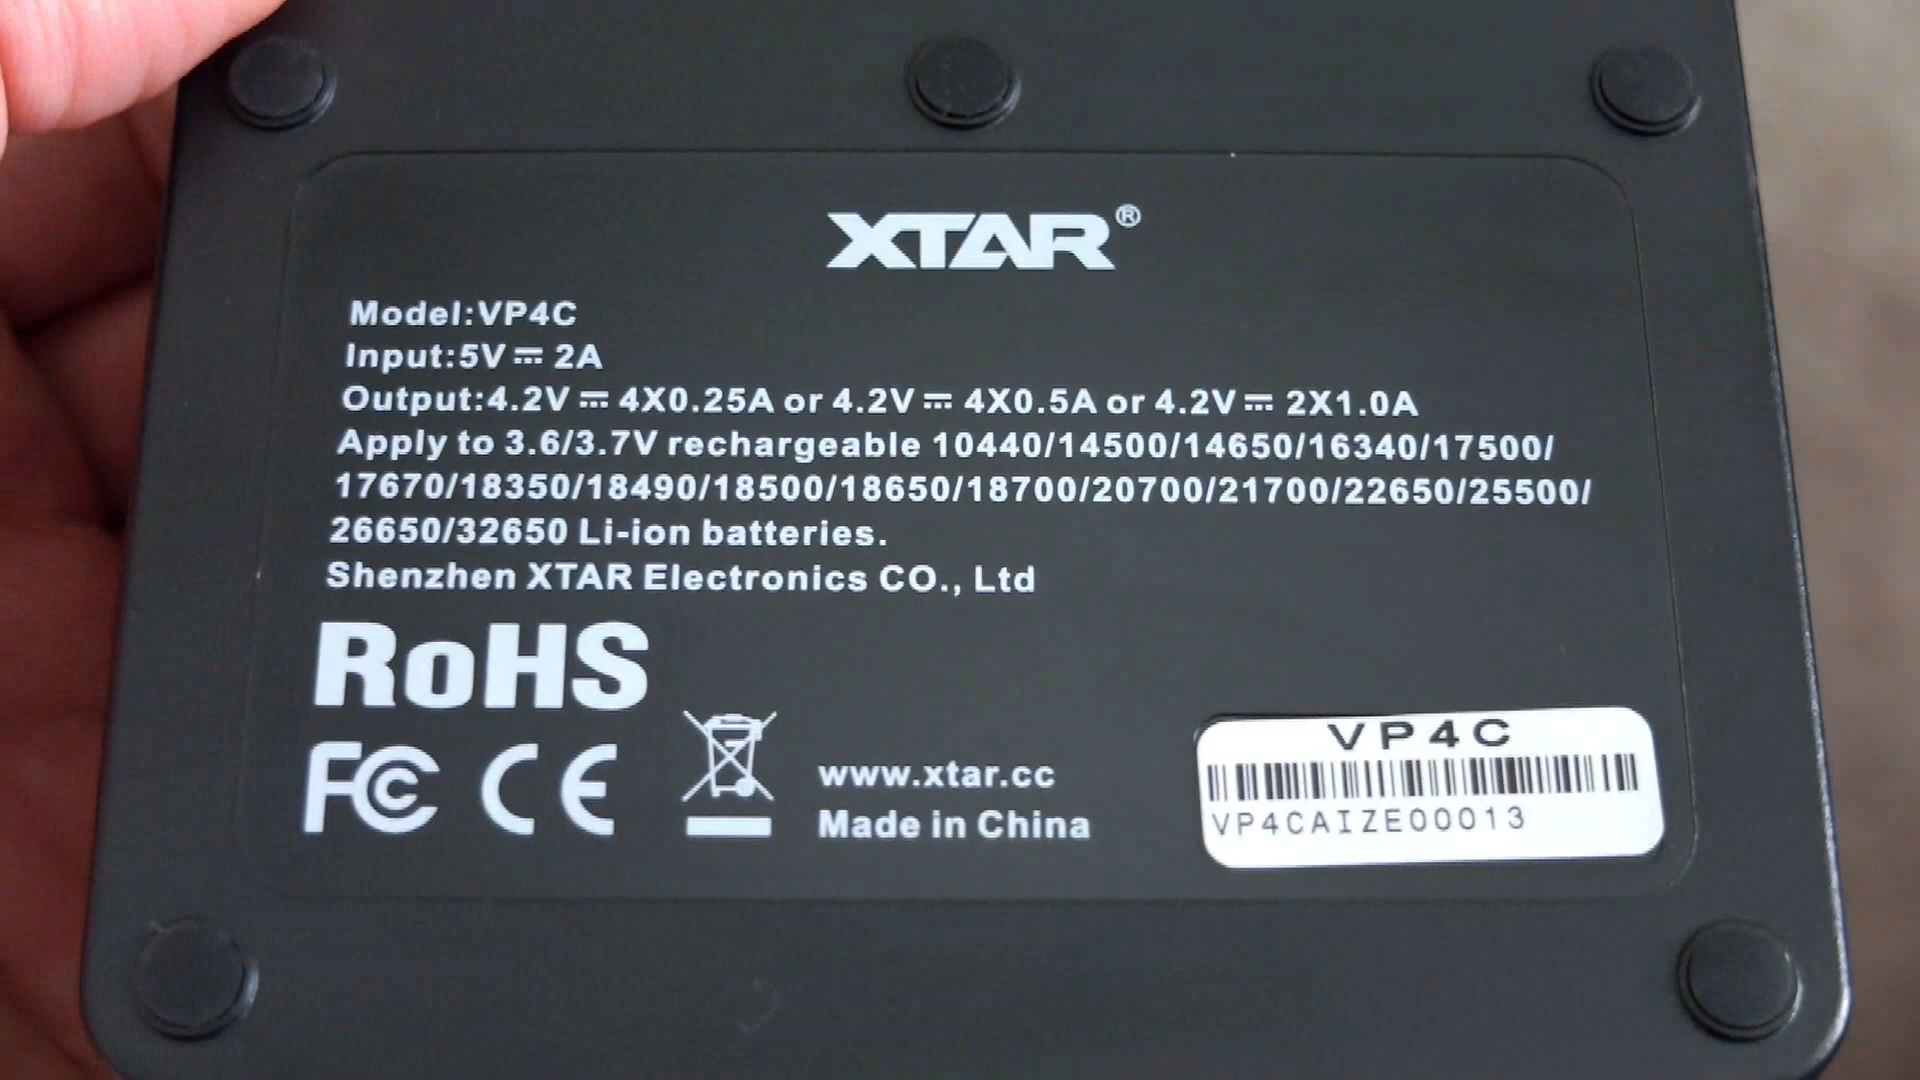 XTAR®
Model:VP4C
Input:5V⎓ 2A
Output:4.2V⎓ 4X0.25A or 4.2V⎓ 4X0.5A or 4.2V⎓ 2X1.0A
Apply to 3.6/3.7V rechargeable 10440/14500/14650/16340/17500/
17670/18350/18490/18500/18650/18700/20700/21700/22650/25500/
26650/32650 Li-ion batteries.
Shenzhen XTAR Electronics CO., Ltd
RoHS
FC CE
www.xtar.cc
Made in China
VP4C
VP4CAIZE00013